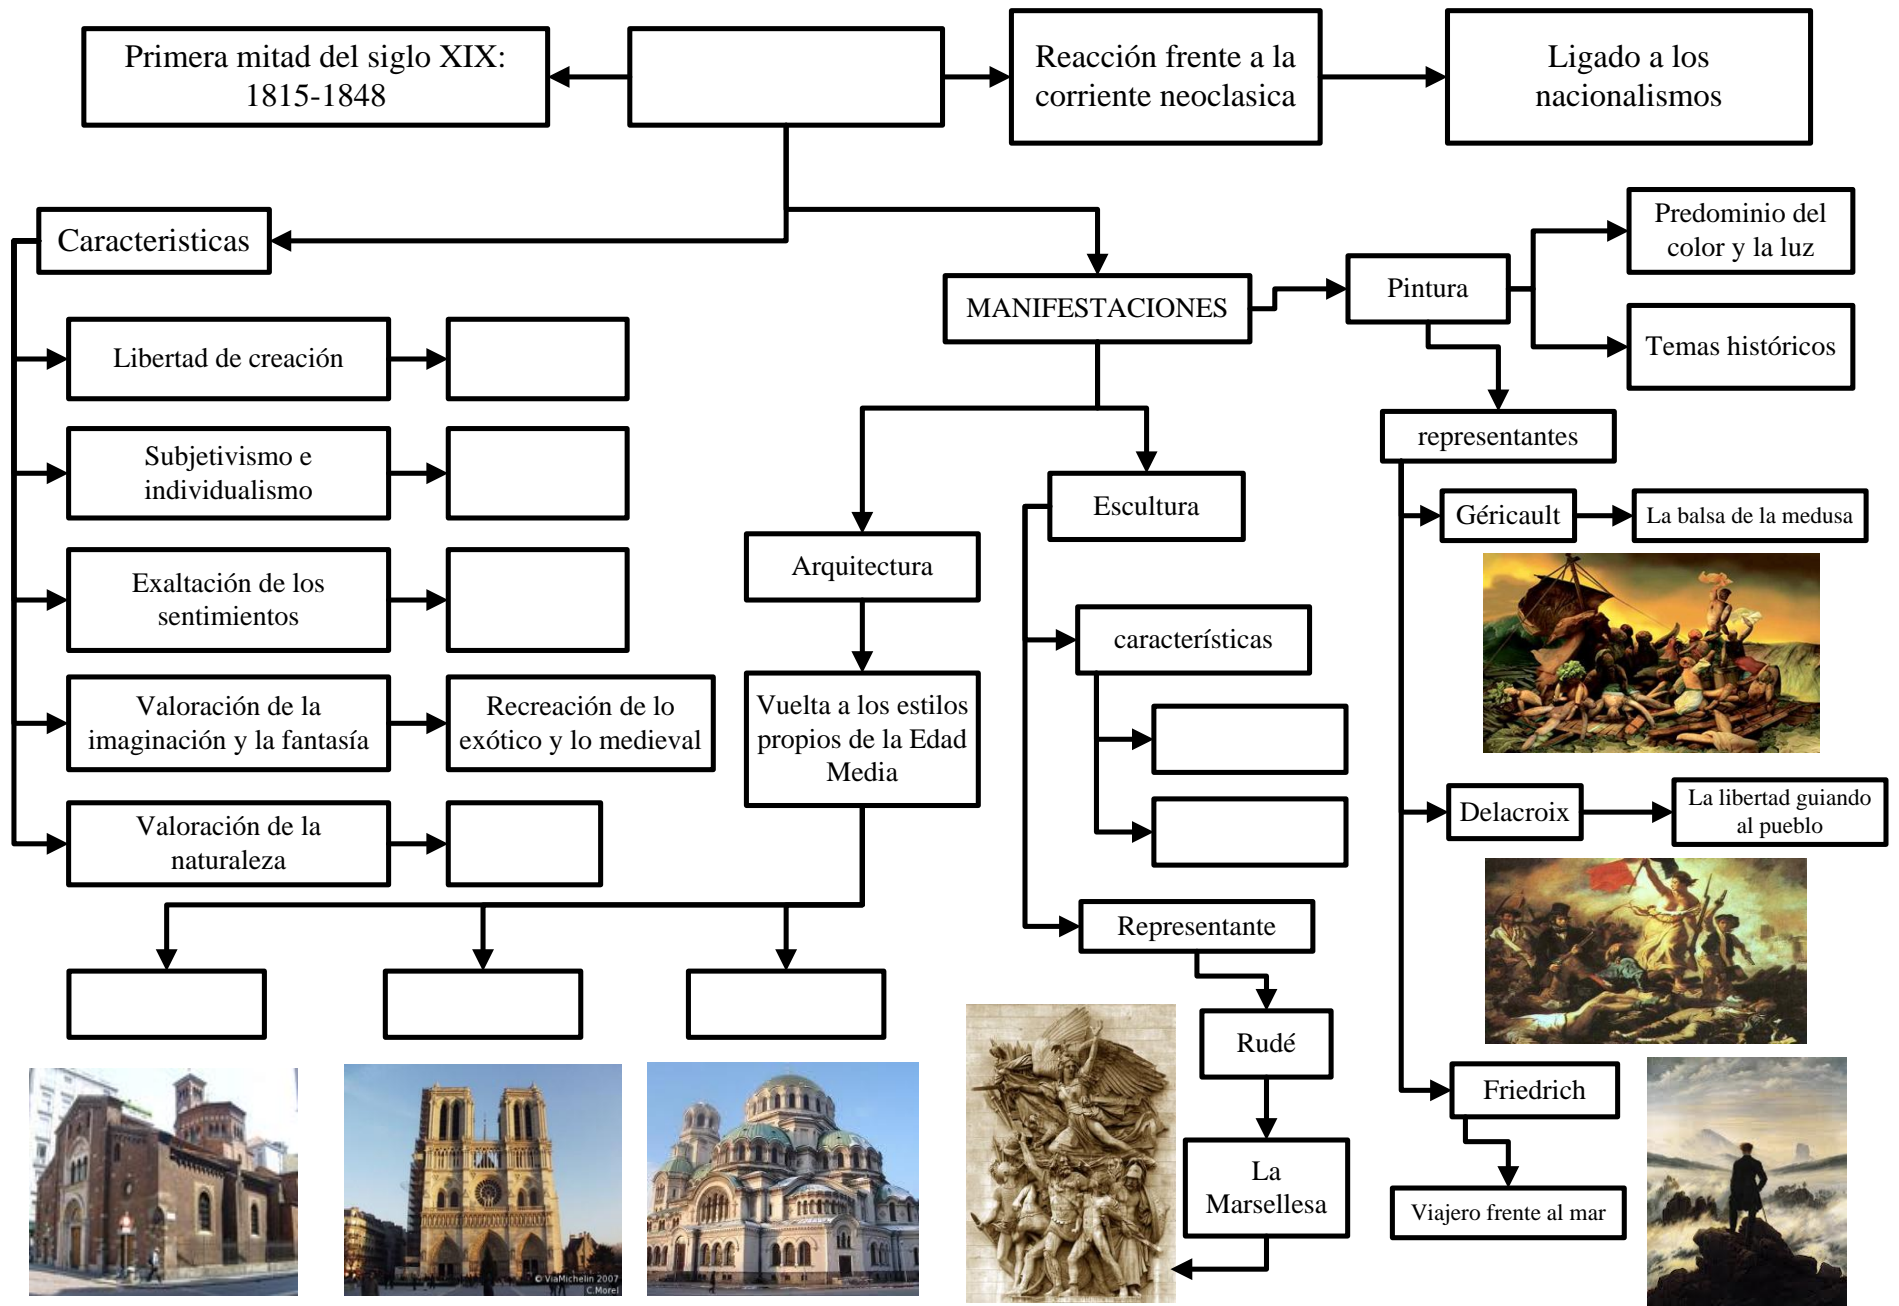 Primera mitad del siglo XIX:
1815-1848
Reacción frente a la
corriente neoclasica
Ligado a los
nacionalismos
Caracteristicas
Libertad de creación
Subjetivismo e
individualismo
Exaltación de los
sentimientos
Valoración de la
imaginación y la fantasía
Recreación de lo
exótico y lo medieval
Valoración de la
naturaleza
MANIFESTACIONES
Arquitectura
Vuelta a los estilos
propios de la Edad
Media
Escultura
características
Representante
Rudé
La
Marsellesa
Pintura
Predominio del
color y la luz
Temas históricos
representantes
Géricault
La balsa de la medusa
Delacroix
La libertad guiando
al pueblo
Friedrich
Viajero frente al mar
© ViaMichelin 2007
C.Morel